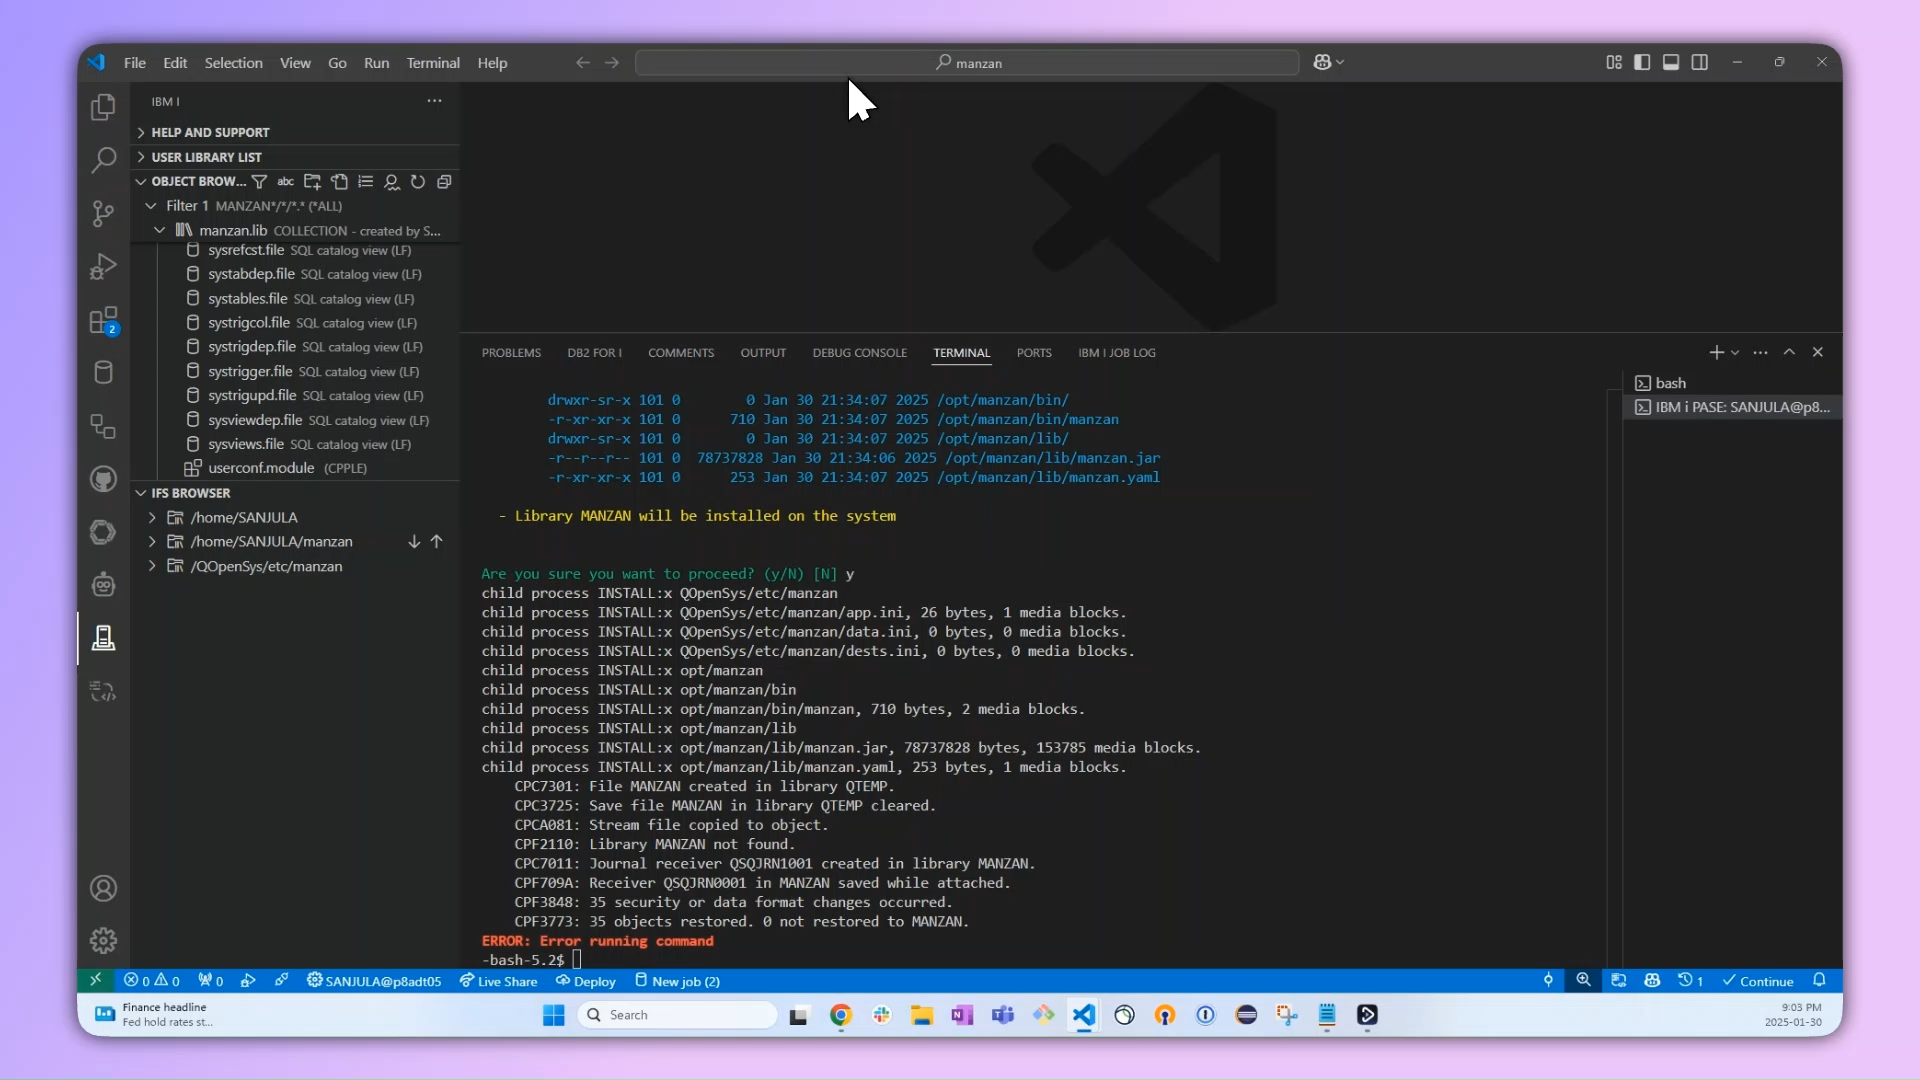 File Edit Selection View Go Run Terminal Help
manzan
IBM I
HELP AND SUPPORT
USER LIBRARY LIST
OBJECT BROW... abc
Filter 1 MANZAN*/*/*.* (*ALL)
manzan.lib COLLECTION - created by S...
sysrefcst.file SQL catalog view (LF)
systabdep.file SQL catalog view (LF)
systables.file SQL catalog view (LF)
systrigcol.file SQL catalog view (LF)
systrigdep.file SQL catalog view (LF)
systrigger.file SQL catalog view (LF)
systrigupd.file SQL catalog view (LF)
sysviewdep.file SQL catalog view (LF)
sysviews.file SQL catalog view (LF)
userconf.module (CPPLE)
IFS BROWSER
/home/SANJULA
/home/SANJULA/manzan
/QOpenSys/etc/manzan
2
PROBLEMS DB2 FOR I COMMENTS OUTPUT DEBUG CONSOLE TERMINAL PORTS IBM I JOB LOG
drwxr-sr-x 101 0 0 Jan 30 21:34:07 2025 /opt/manzan/bin/
-r-xr-xr-x 101 0 710 Jan 30 21:34:07 2025 /opt/manzan/bin/manzan
drwxr-sr-x 101 0 0 Jan 30 21:34:07 2025 /opt/manzan/lib/
-r--r--r-- 101 0 78737828 Jan 30 21:34:06 2025 /opt/manzan/lib/manzan.jar
-r-xr-xr-x 101 0 253 Jan 30 21:34:07 2025 /opt/manzan/lib/manzan.yaml
- Library MANZAN will be installed on the system
Are you sure you want to proceed? (y/N) [N] y
child process INSTALL:x QOpenSys/etc/manzan
child process INSTALL:x QOpenSys/etc/manzan/app.ini, 26 bytes, 1 media blocks.
child process INSTALL:x QOpenSys/etc/manzan/data.ini, 0 bytes, 0 media blocks.
child process INSTALL:x QOpenSys/etc/manzan/dests.ini, 0 bytes, 0 media blocks.
child process INSTALL:x opt/manzan
child process INSTALL:x opt/manzan/bin
child process INSTALL:x opt/manzan/bin/manzan, 710 bytes, 2 media blocks.
child process INSTALL:x opt/manzan/lib
child process INSTALL:x opt/manzan/lib/manzan.jar, 78737828 bytes, 153785 media blocks.
child process INSTALL:x opt/manzan/lib/manzan.yaml, 253 bytes, 1 media blocks.
CPC7301: File MANZAN created in library QTEMP.
CPC3725: Save file MANZAN in library QTEMP cleared.
CPCA081: Stream file copied to object.
CPF2110: Library MANZAN not found.
CPC7011: Journal receiver QSQJRN1001 created in library MANZAN.
CPF709A: Receiver QSQJRN0001 in MANZAN saved while attached.
CPF3848: 35 security or data format changes occurred.
CPF3773: 35 objects restored. 0 not restored to MANZAN.
ERROR: Error running command
-bash-5.2$
bash
IBM i PASE: SANJULA@p8...
0 0 0 SANJULA@p8adt05 Live Share Deploy New job (2) 1 Continue
Finance headline
Fed hold rates st...
Search
9:03 PM
2025-01-30